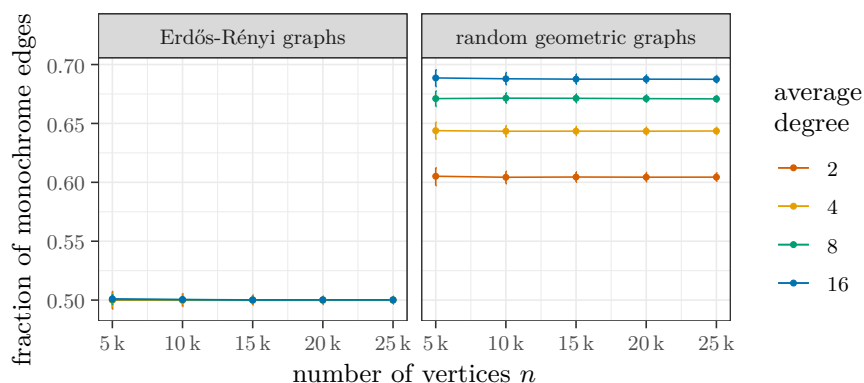 Erdős-Rényi graphs
random geometric graphs
fraction of monochrome edges
0.70
0.65
0.60
0.55
0.50
5 k
10 k
15 k
20 k
25 k
5 k
10 k
15 k
20 k
25 k
number of vertices n
average
degree
2
4
8
16